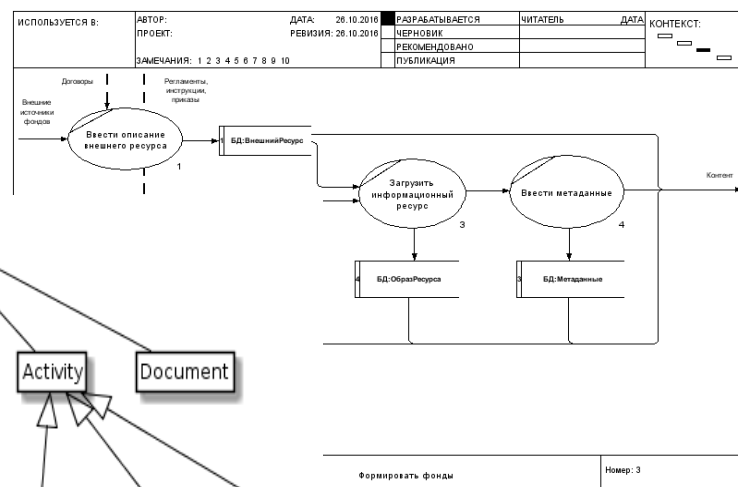 ИСПОЛЬЗУЕТСЯ В:
АВТОР:
ДАТА: 26.10.2016
РАЗРАБАТЫВАЕТСЯ
ЧИТАТЕЛЬ
ДАТА
КОНТЕКСТ:
ПРОЕКТ:
РЕВИЗИЯ: 26.10.2016
ЧЕРНОВИК
РЕКОМЕНДОВАНО
ЗАМЕЧАНИЯ: 1 2 3 4 5 6 7 8 9 10
ПУБЛИКАЦИЯ
Договоры
Регламенты,
инструкции,
приказы
Внешние
источники
фондов
Ввести описание
внешнего ресурса
1
1
БД:ВнешнийРесурс
Загрузить
информационный
ресурс
3
Ввести метаданные
4
Контент
4
БД:ОбразРесурса
3
БД:Метаданные
Activity
Document
Формировать фонды
Номер: 3